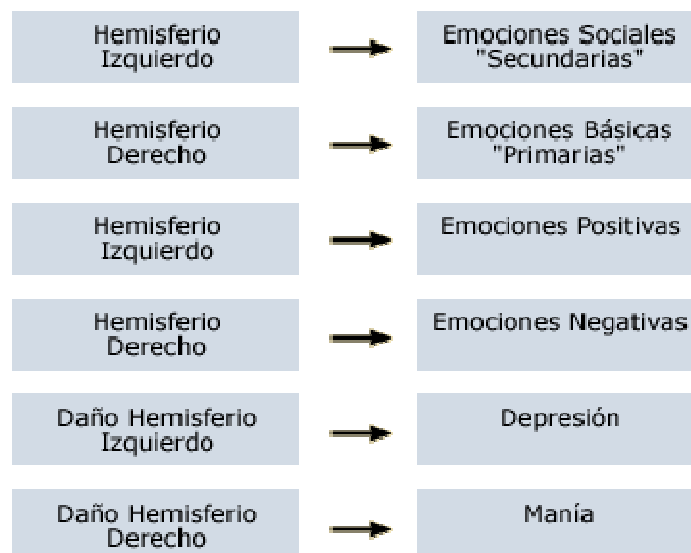 Hemisferio
Izquierdo
Emociones Sociales
"Secundarias"
Hemisferio
Derecho
Emociones Básicas
"Primarias"
Hemisferio
Izquierdo
Emociones Positivas
Hemisferio
Derecho
Emociones Negativas
Daño Hemisferio
Izquierdo
Depresión
Daño Hemisferio
Derecho
Manía